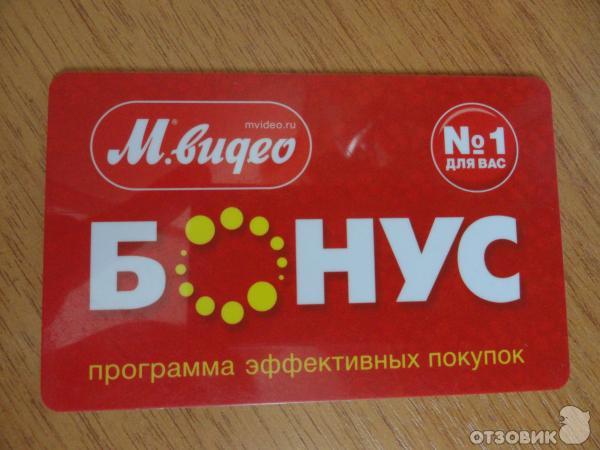 mvideo.ru
М.видео®
№1
ДЛЯ ВАС
БОНУС
программа эффективных покупок
ОТЗОВИК